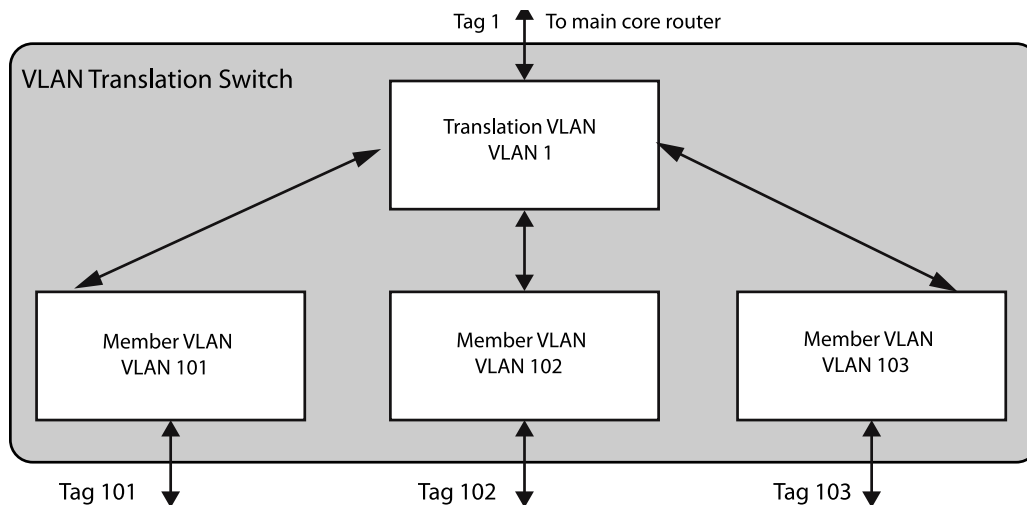 Tag 1
To main core router
VLAN Translation Switch
Translation VLAN
VLAN 1
Member VLAN
VLAN 101
Member VLAN
VLAN 102
Member VLAN
VLAN 103
Tag 101
Tag 102
Tag 103